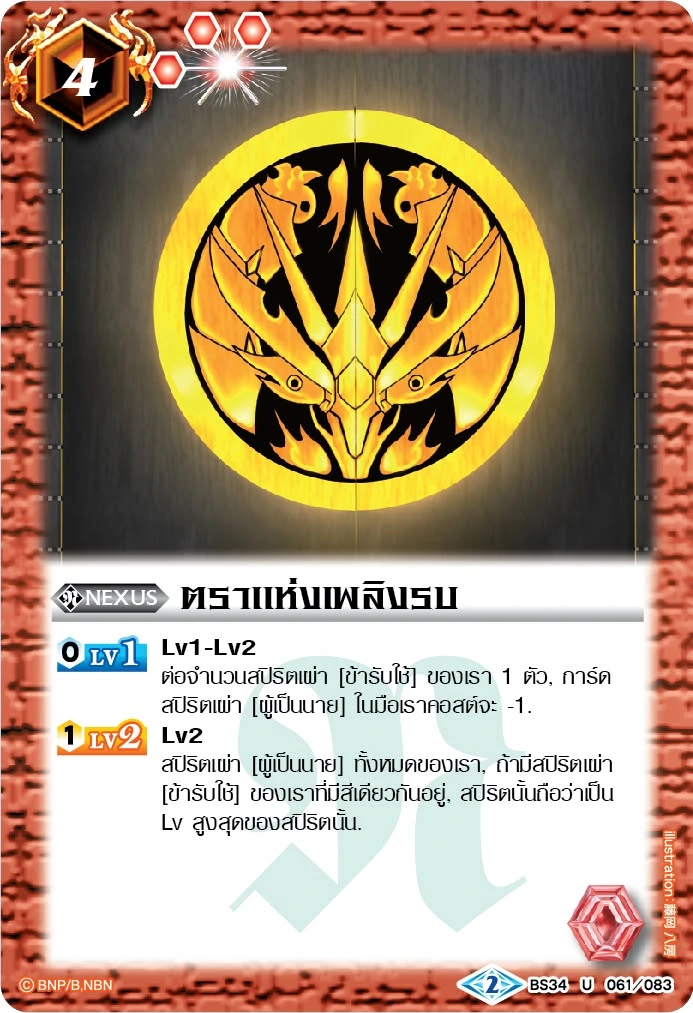 4
NEXUS ตราแห่งเพลิงรบ
0 LV1
Lv1-Lv2
ต่อจำนวนสปิริตเผ่า [ข้ารับใช้] ของเรา 1 ตัว, การ์ด
สปิริตเผ่า [ผู้เป็นนาย] ในมือเราคอสต์จะ -1.
1 LV2
Lv2
สปิริตเผ่า [ผู้เป็นนาย] ทั้งหมดของเรา, ถ้ามีสปิริตเผ่า
[ข้ารับใช้] ของเราที่มีสีเดียวกันอยู่, สปิริตนั้นถือว่าเป็น
Lv สูงสุดของสปิริตนั้น.
illustration : 藤岡 八房
©BNP/B.NBN
2 BS34 U 061/083